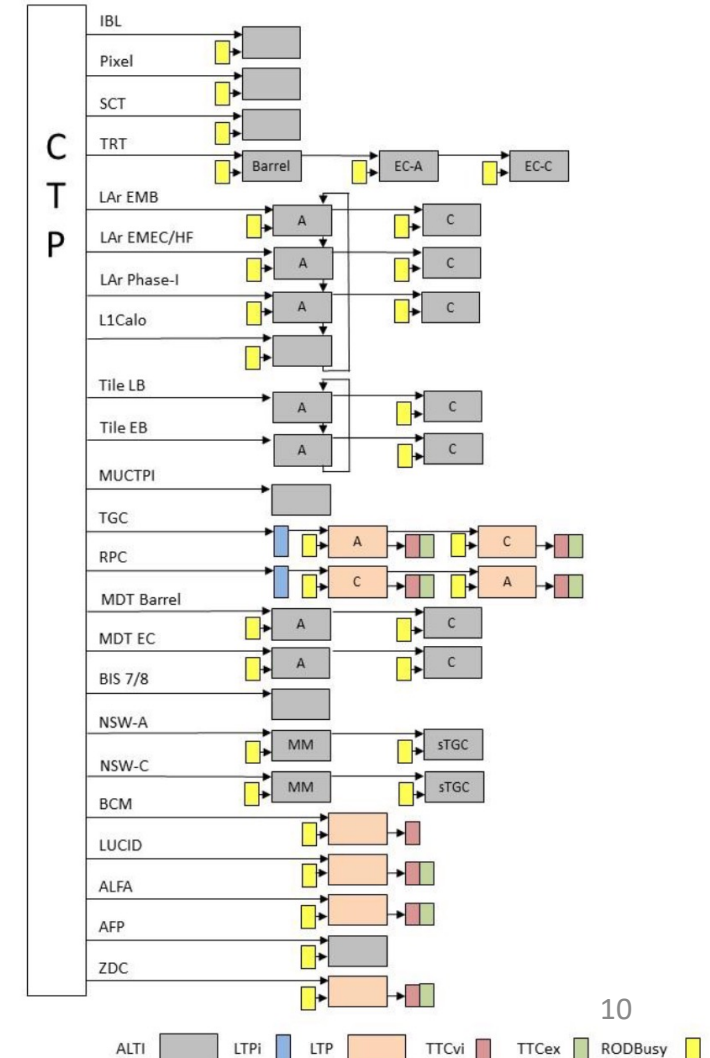 CTP
IBL
Pixel
SCT
TRT
Barrel EC-A EC-C
LAr EMB
A C
LAr EMEC/HF
A C
LAr Phase-I
A C
L1Calo
Tile LB
A C
Tile EB
A C
MUCTPI
TGC
A C
RPC
C A
MDT Barrel
A C
MDT EC
A C
BIS 7/8
NSW-A
MM sTGC
NSW-C
MM sTGC
BCM
LUCID
ALFA
AFP
ZDC
10
ALTI LTPi LTP TTCvi TTCex RODBusy